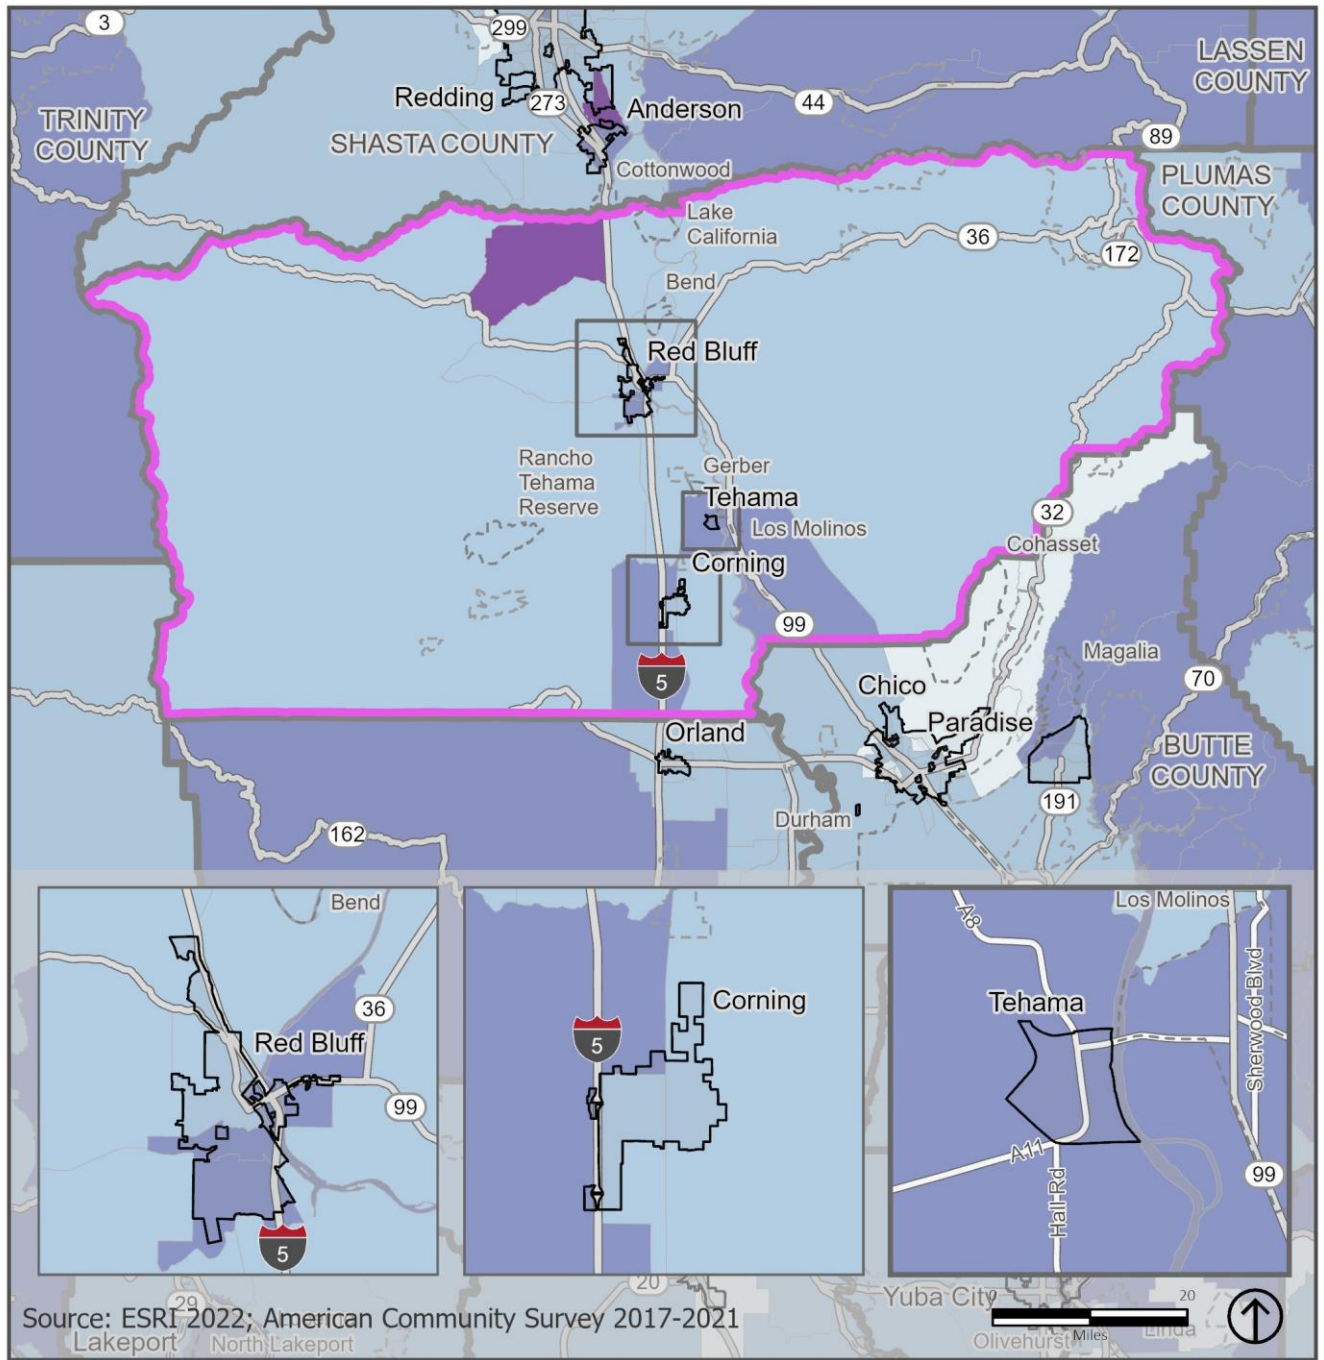 3
299
LASSEN
COUNTY
Redding
273
Anderson
44
TRINITY
COUNTY
SHASTA COUNTY
89
Cottonwood
PLUMAS
COUNTY
Lake
California
36
172
Bend
Red Bluff
Rancho
Tehama
Reserve
Gerber
Tehama
Los Molinos
32
Cohasset
Corning
99
5
Magalia
70
Chico
Paradise
Orland
BUTTE
COUNTY
191
Durham
162
Bend
36
Red Bluff
99
5
Corning
5
Los Molinos
A8
Tehama
Sherwood Blvd
A11
Hall Rd
99
20
Yuba City
0
20
29
Source: ESRI 2022; American Community Survey 2017-2021
Miles
Linda
Lakeport
North Lakeport
Olivehurst